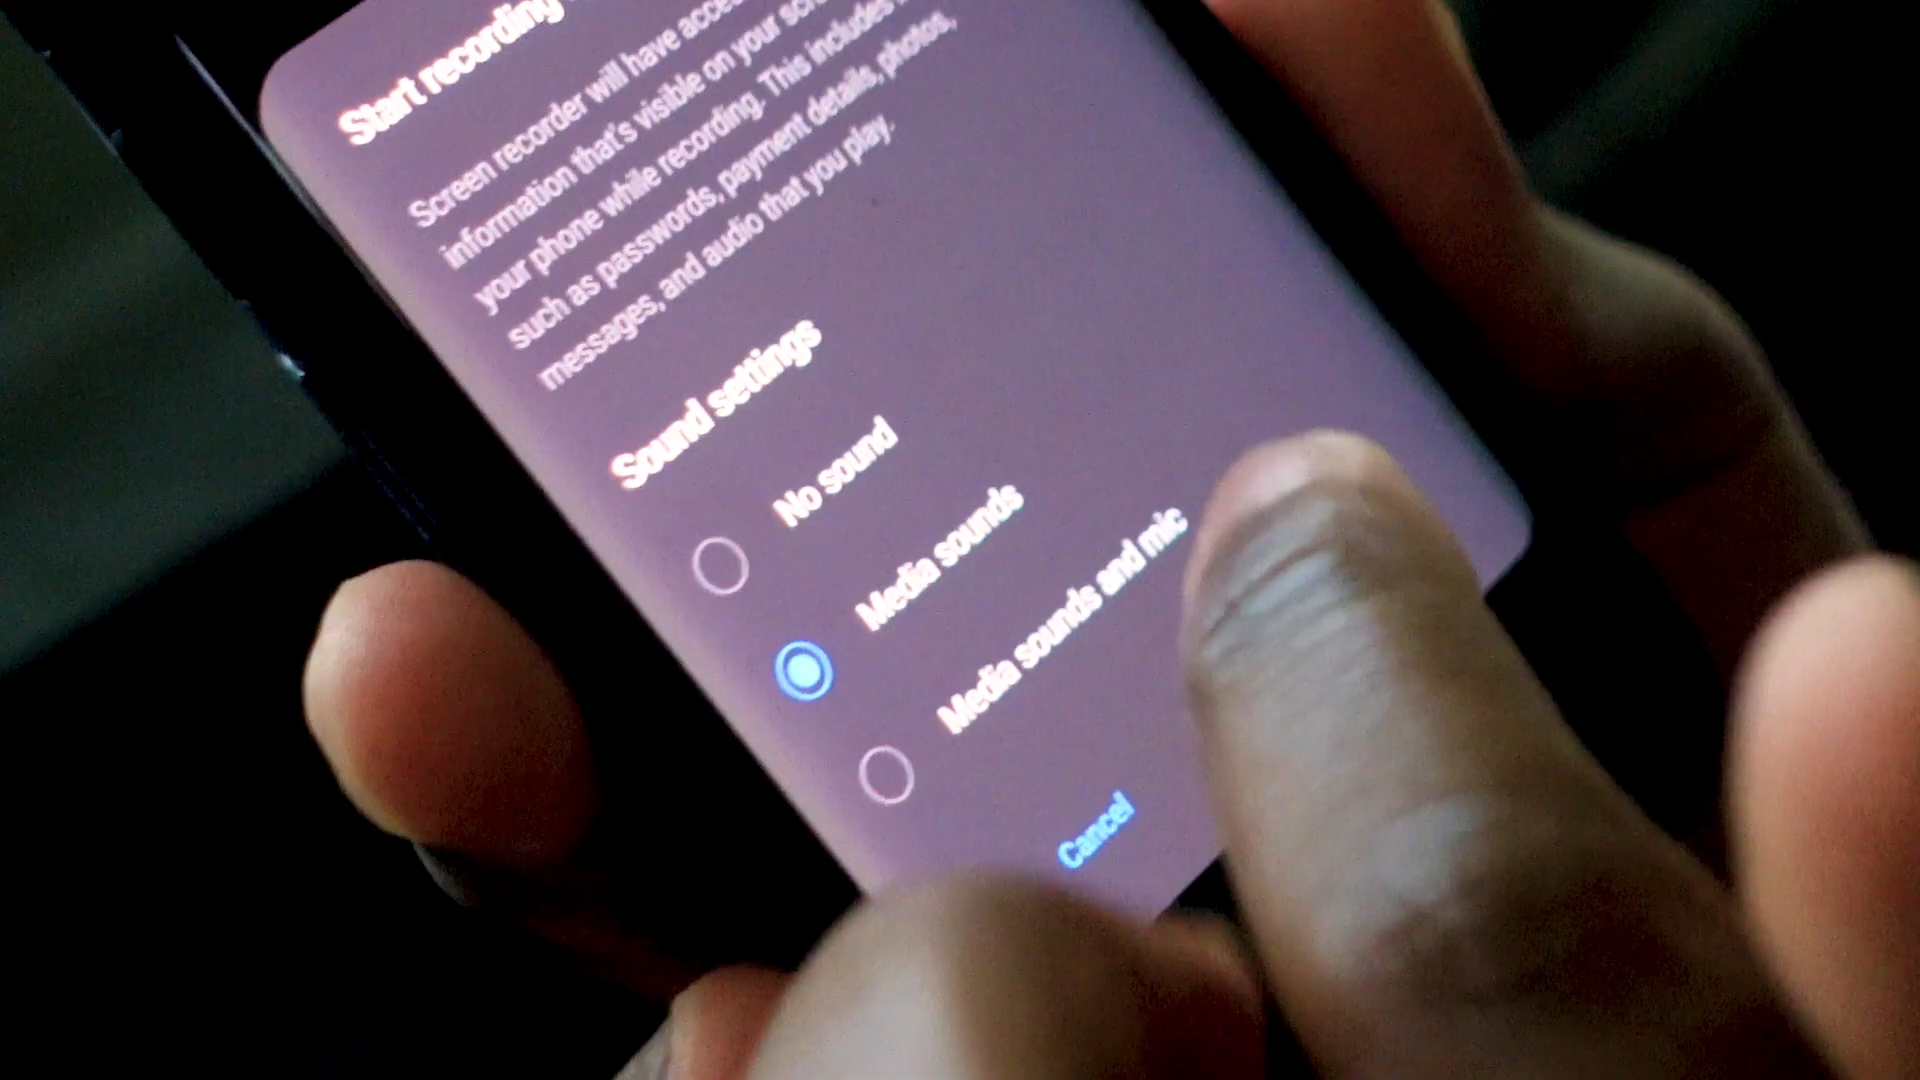 Start recording
Screen recorder will have
information that's visible on your
your phone while recording. This includes
such as passwords, payment details, photos,
messages, and audio that you play.
Sound settings
No sound
Media sounds
Media sounds and mic
Cancel